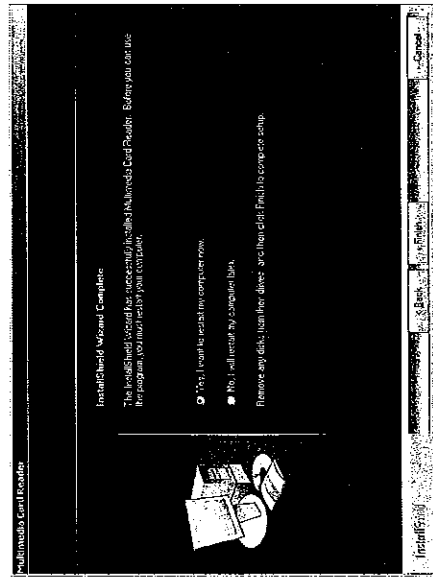 Multimedia Card Reader
InstallShield Wizard Complete
The InstallShield Wizard has successfully installed Multimedia Card Reader. Before you can use
the program, you must restart your computer.
Yes, I want to restart my computer now.
No, I will restart my computer later.
Remove any disks from their drives, and then click Finish to complete setup.
InstallShield
< Back
Finish
Cancel